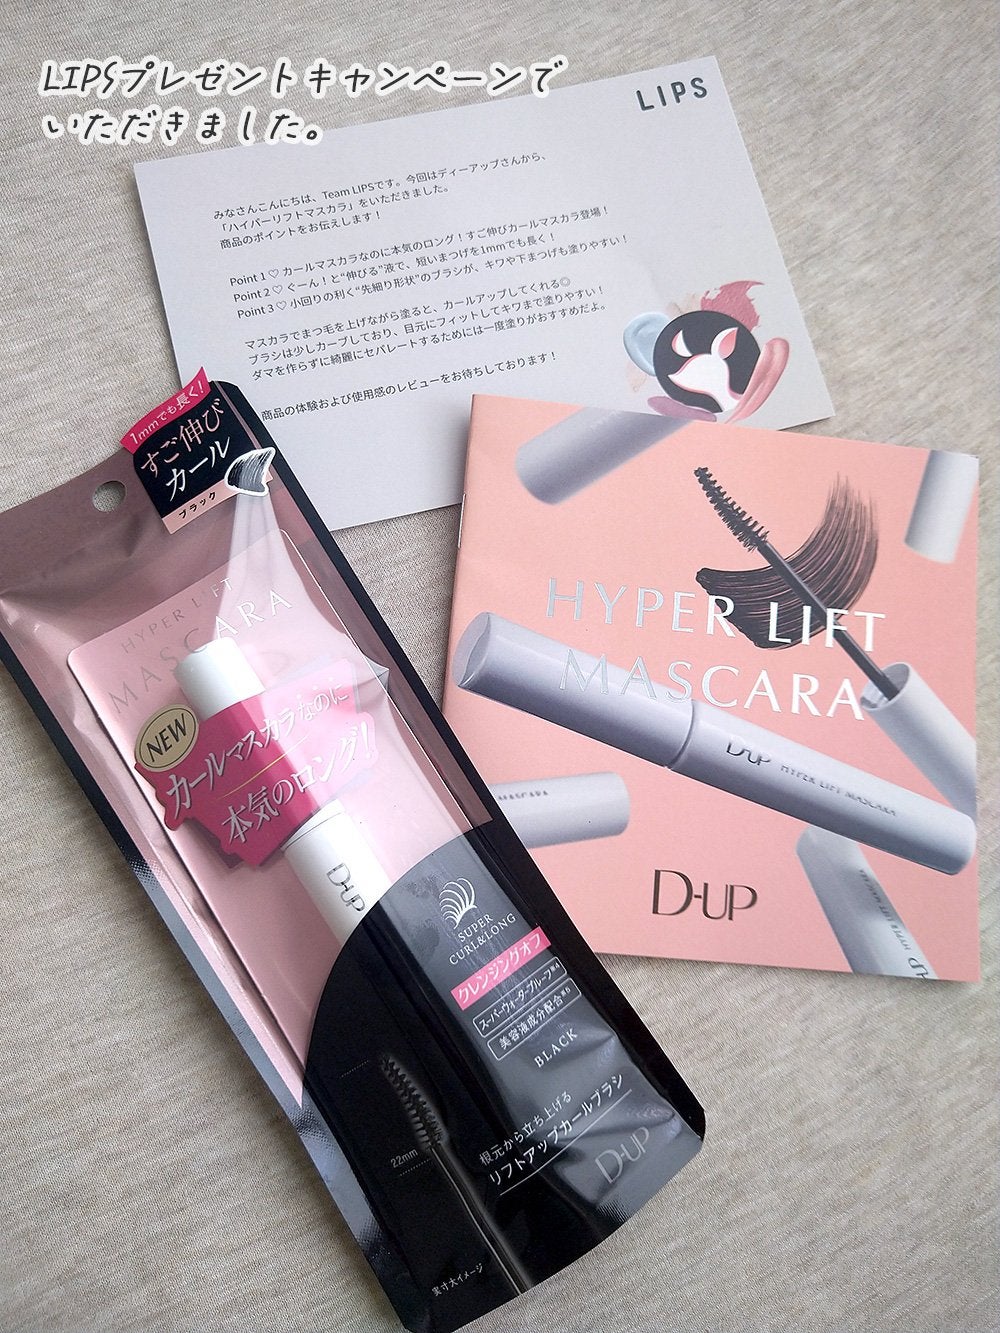 LIPSプレゼントキャンペーンで
いただきました。
LIPS
みなさんこんにちは、Team LIPSです。今回はディーアップさんから、
「ハイパーリフトマスカラ」をいただきました。
商品のポイントをお伝えします！
Point 1♡ カールマスカラなのに本気のロング！すご伸びカールマスカラ登場！
Point 2♡ ぐーん！と“伸びる”液で、短いまつげを1mmでも長く！
Point 3♡ 小回りの利く“先細り形状”のブラシが、キワや下まつげも塗りやすい！
マスカラでまつ毛を上げながら塗ると、カールアップしてくれる◎
ブラシは少しカーブしており、目元にフィットしてキワまで塗りやすい！
ダマを作らずに綺麗にセパレートするためには一度塗りがおすすめだよ。
商品の体験および使用感のレビューをお待ちしております！
1mmでも長く！
すご伸び
カール
ブラック
HYPER LIFT
MASCARA
NEW
カールマスカラなのに
本気のロング！
D-UP
SUPER
CURL&LONG
クレンジングオフ
スーパーウォータープルーフ※4
美容液成分配合※5
BLACK
22mm
根元から立ち上げる
リフトアップカールブラシ
D-UP
実寸大イメージ
HYPER LIFT
MASCARA
D-UP HYPER LIFT MASCARA
MASCARA
D-UP
D-UP HYPER LIFT MASCARA